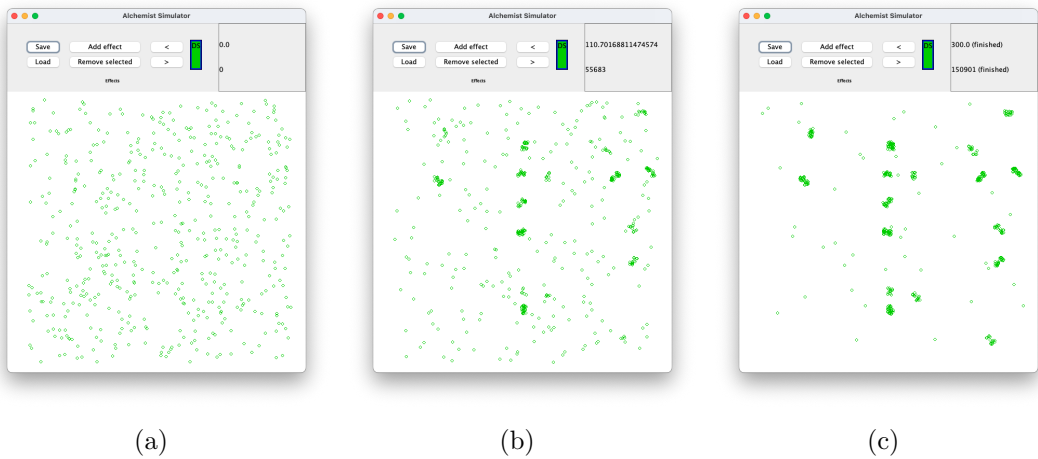 Alchemist Simulator
Save Add effect < DS 0.0
Load Remove selected > 0
Effects
Alchemist Simulator
Save Add effect < DS 110.70168811474574
Load Remove selected > 55683
Effects
Alchemist Simulator
Save Add effect < DS 300.0 (finished)
Load Remove selected > 150901 (finished)
Effects
(a) (b) (c)